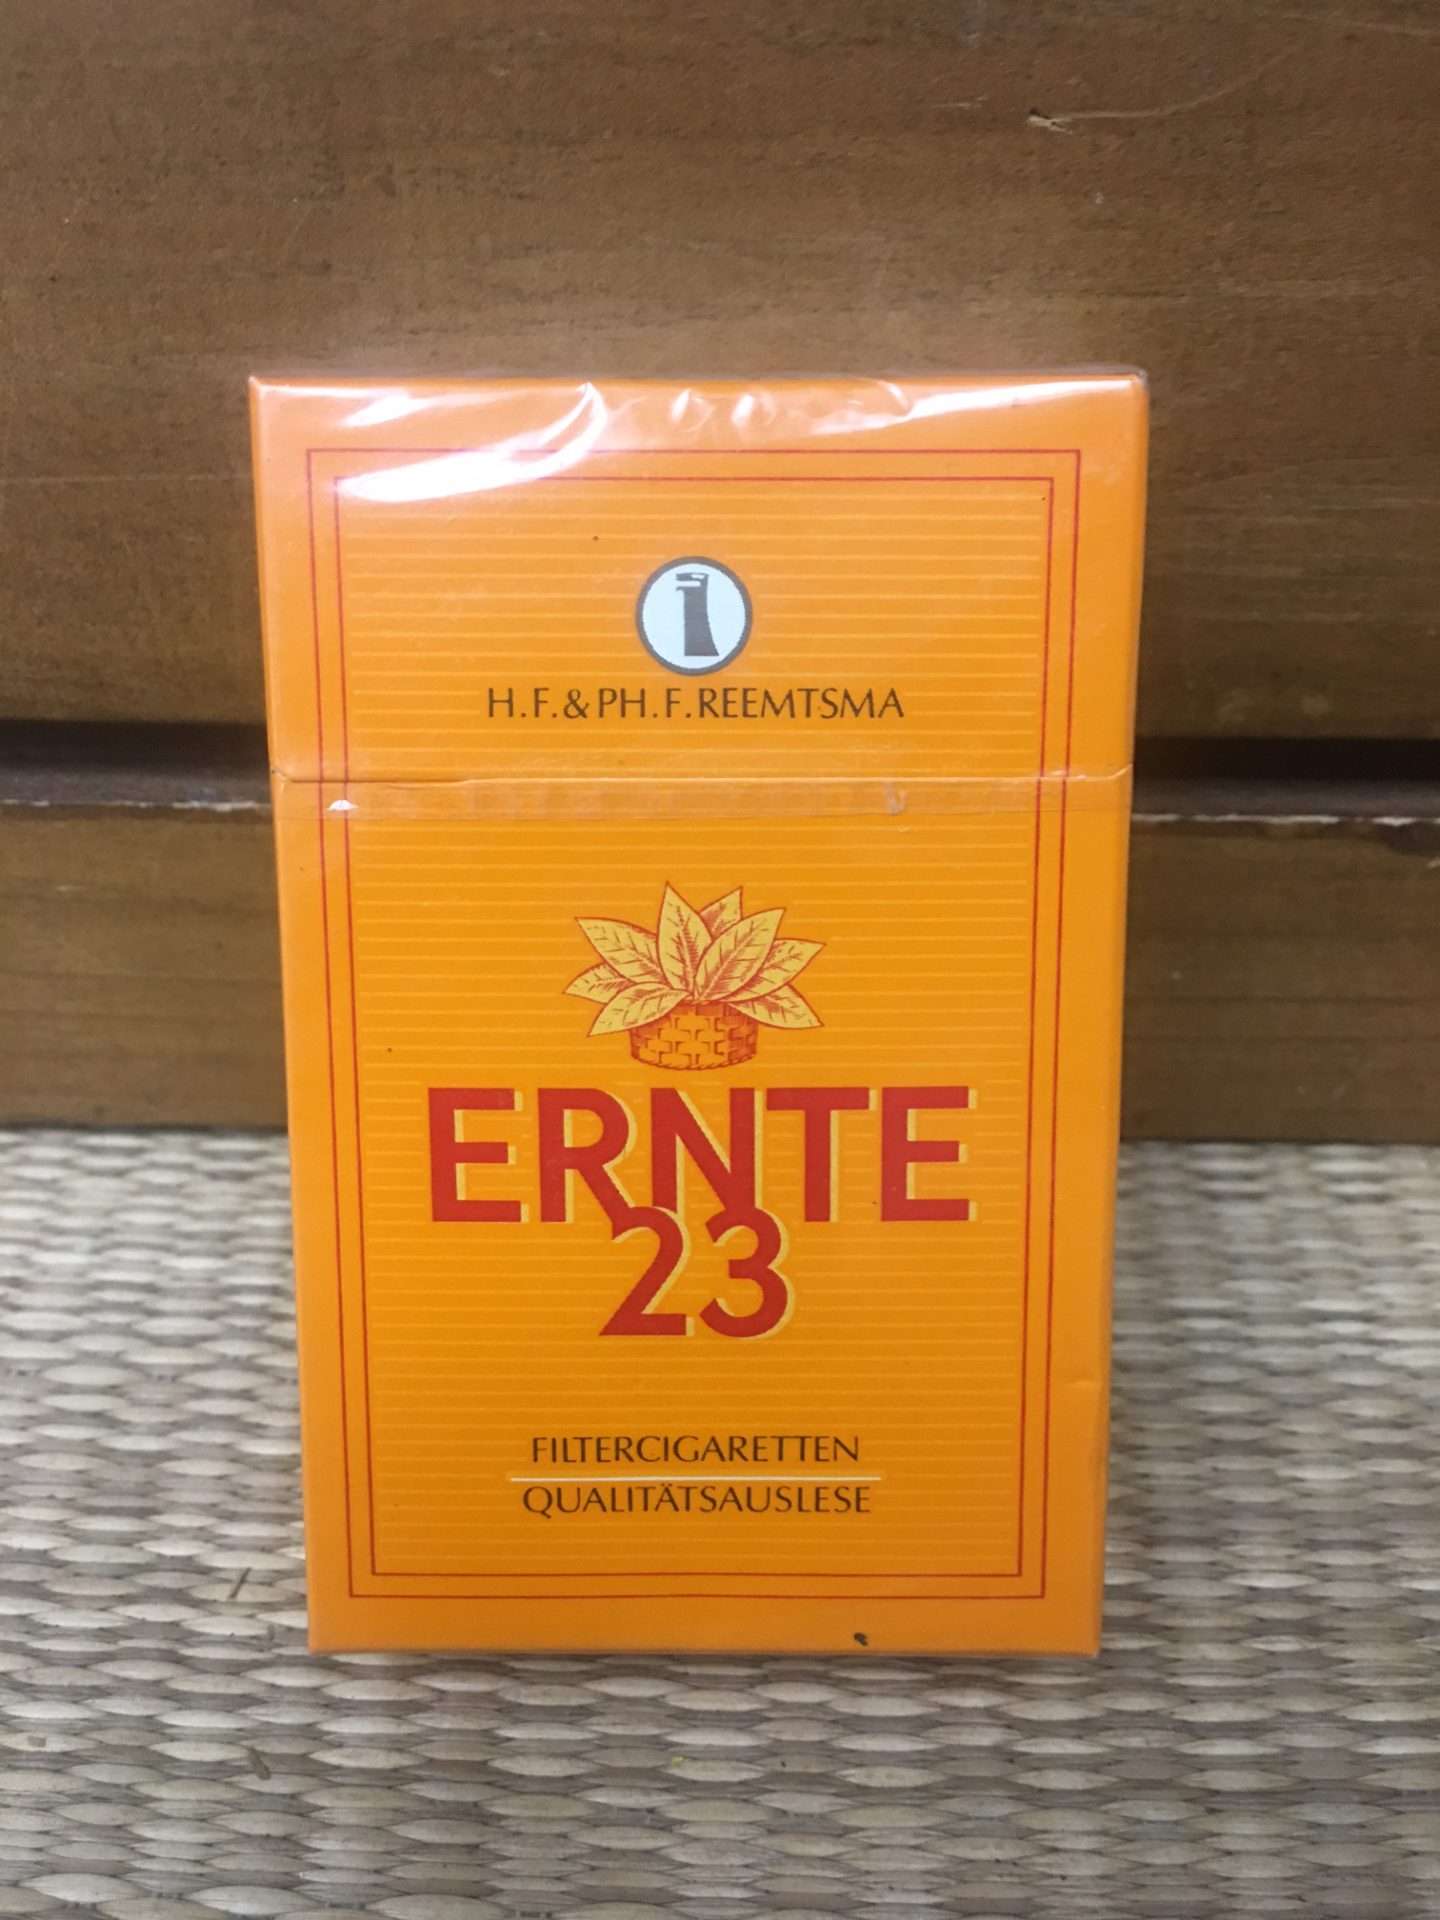 H.F.&PH.F.REEMTSMA
ERNTE
23
FILTERCIGARETTEN
QUALITÄTSAUSLESE